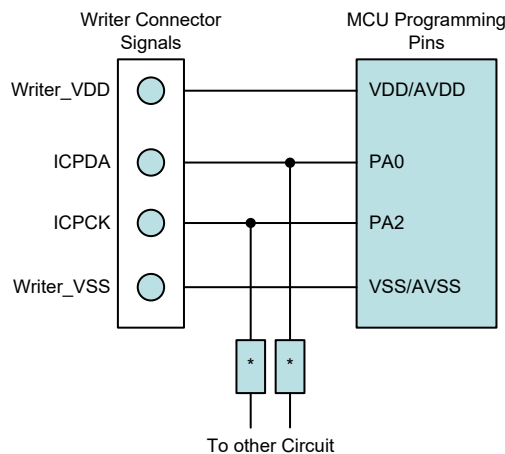 Writer Connector
Signals
MCU Programming
Pins
Writer_VDD
VDD/AVDD
ICPDA
PA0
ICPCK
PA2
Writer_VSS
VSS/AVSS
*
*
To other Circuit